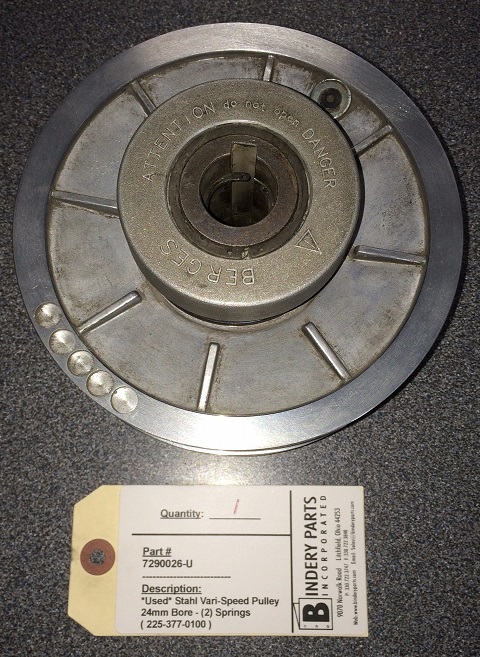 ATTENTION do not open DANGER
BERGES
Quantity: 1
Part #
7290026-U
Description:
*Used* Stahl Vari-Speed Pulley
24mm Bore - (2) Springs
( 225-377-0100 )
BINDERY PARTS
INCORPORATED
9070 Norwalk Road Litchfield, Ohio 44253